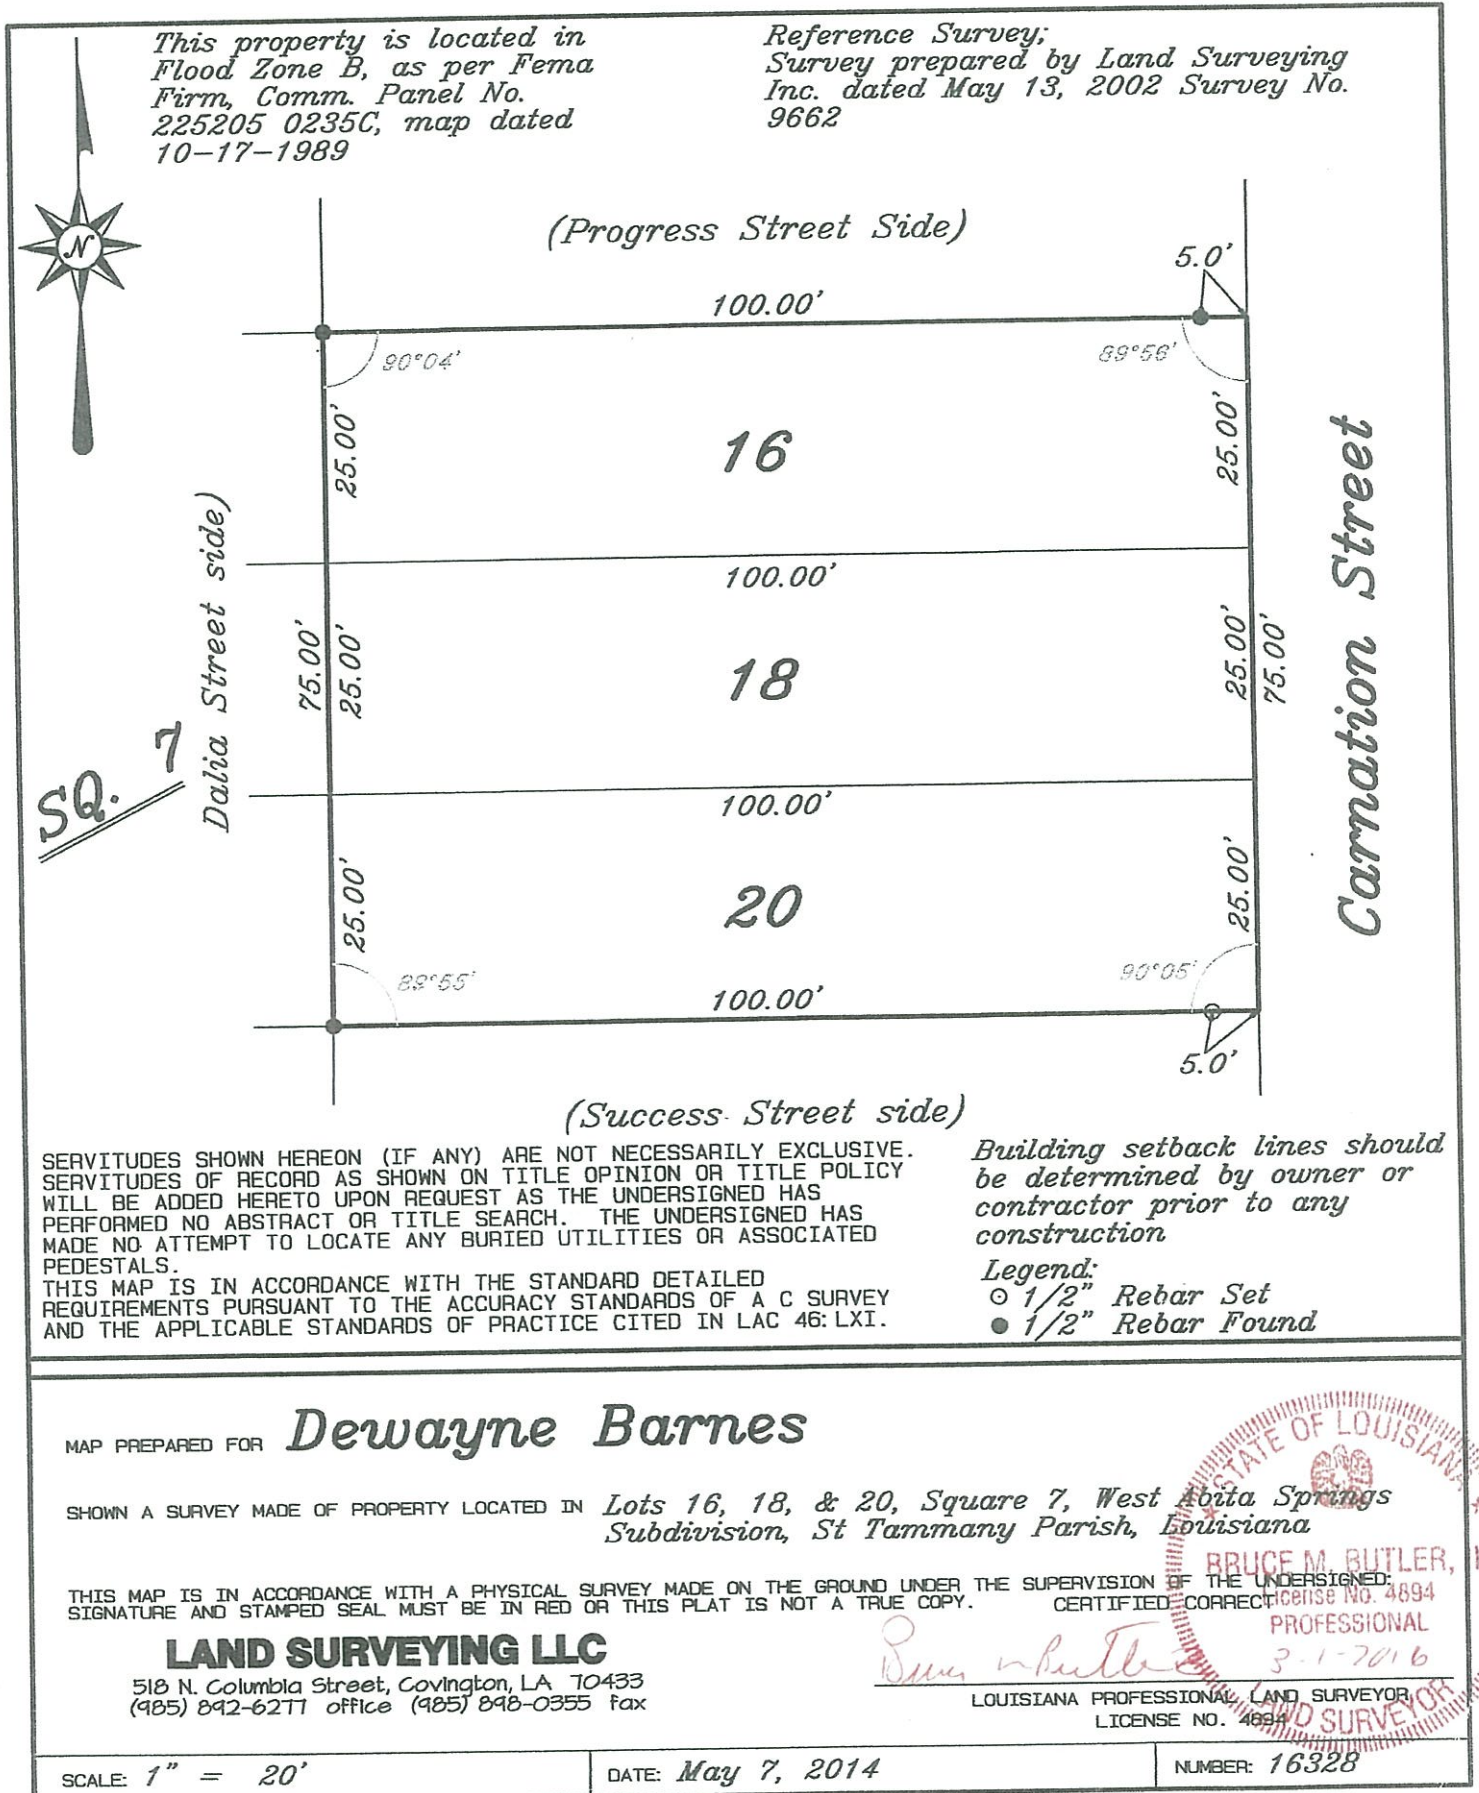 This property is located in
Flood Zone B, as per Fema
Firm, Comm. Panel No.
225205 0235C, map dated
10-17-1989
Reference Survey;
Survey prepared by Land Surveying
Inc. dated May 13, 2002 Survey No.
9662
N
(Progress Street Side)
5.0'
100.00'
90°04'
89°56'
25.00'
16
25.00'
100.00'
Dalia Street side)
75.00'
25.00'
18
25.00'
75.00'
Carnation Street
SQ. 7
100.00'
25.00'
20
25.00'
89°55'
90°05'
100.00'
5.0'
(Success Street side)
SERVITUDES SHOWN HEREON (IF ANY) ARE NOT NECESSARILY EXCLUSIVE.
SERVITUDES OF RECORD AS SHOWN ON TITLE OPINION OR TITLE POLICY
WILL BE ADDED HERETO UPON REQUEST AS THE UNDERSIGNED HAS
PERFORMED NO ABSTRACT OR TITLE SEARCH. THE UNDERSIGNED HAS
MADE NO ATTEMPT TO LOCATE ANY BURIED UTILITIES OR ASSOCIATED
PEDESTALS.
THIS MAP IS IN ACCORDANCE WITH THE STANDARD DETAILED
REQUIREMENTS PURSUANT TO THE ACCURACY STANDARDS OF A C SURVEY
AND THE APPLICABLE STANDARDS OF PRACTICE CITED IN LAC 46: LXI.
Building setback lines should
be determined by owner or
contractor prior to any
construction
Legend:
1/2" Rebar Set
1/2" Rebar Found
MAP PREPARED FOR Dewayne Barnes
SHOWN A SURVEY MADE OF PROPERTY LOCATED IN Lots 16, 18, & 20, Square 7, West Abita Springs
Subdivision, St Tammany Parish, Louisiana
THIS MAP IS IN ACCORDANCE WITH A PHYSICAL SURVEY MADE ON THE GROUND UNDER THE SUPERVISION OF THE UNDERSIGNED;
SIGNATURE AND STAMPED SEAL MUST BE IN RED OR THIS PLAT IS NOT A TRUE COPY. CERTIFIED CORRECT
STATE OF LOUISIANA
BRUCE M. BUTLER,
License No. 4894
PROFESSIONAL
3-1-2016
LAND SURVEYOR
Bruce M Butler
LAND SURVEYING LLC
518 N. Columbia Street, Covington, LA 70433
(985) 892-6277 office (985) 898-0355 fax
LOUISIANA PROFESSIONAL LAND SURVEYOR
LICENSE NO. 4894
SCALE: 1" = 20'
DATE: May 7, 2014
NUMBER: 16328